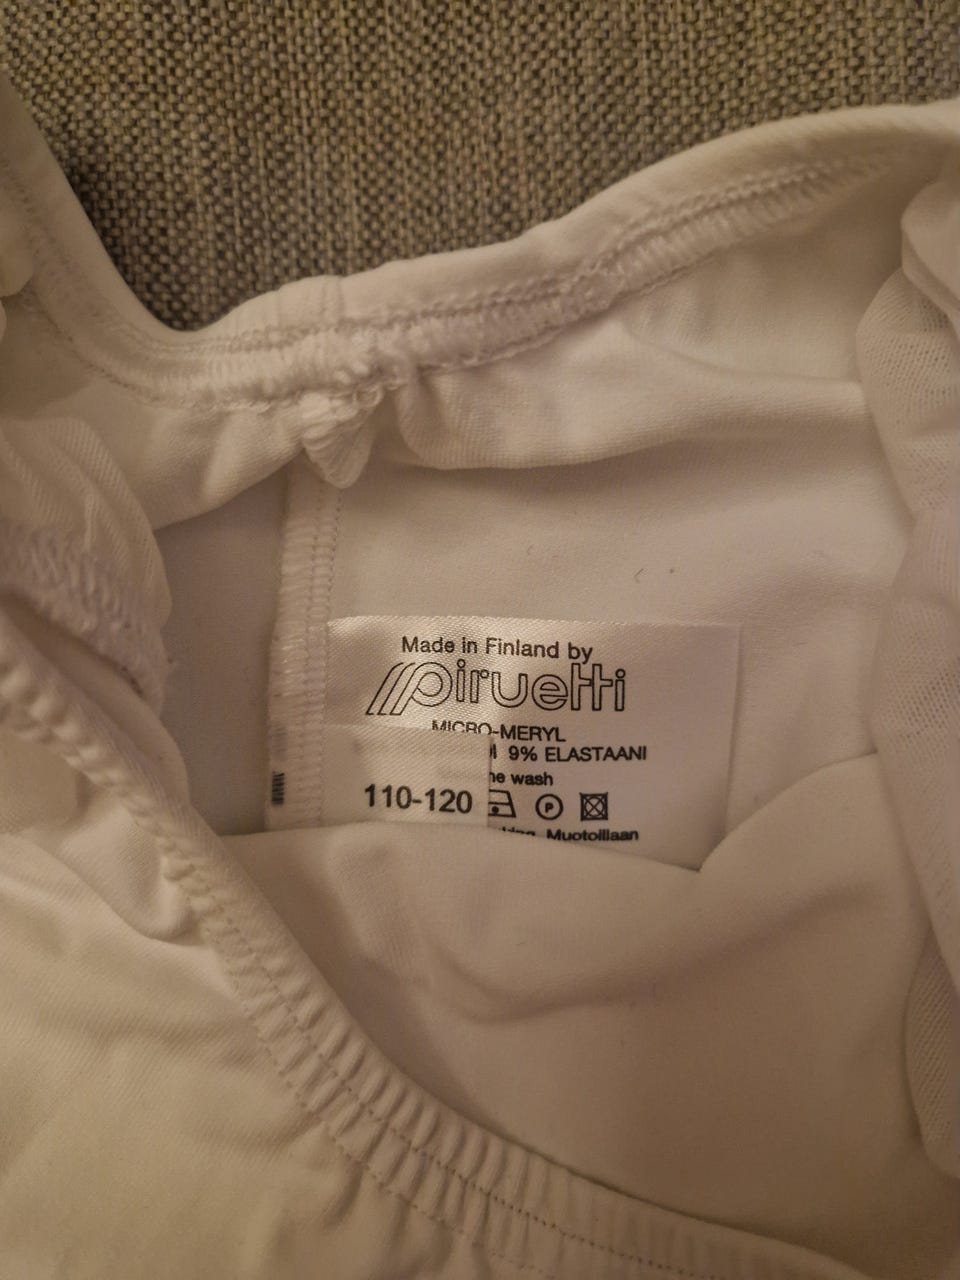 Made in Finland by
piruetti
MICRO-MERYL
9% ELASTAANI
wash
110-120
P
Muotoillaan